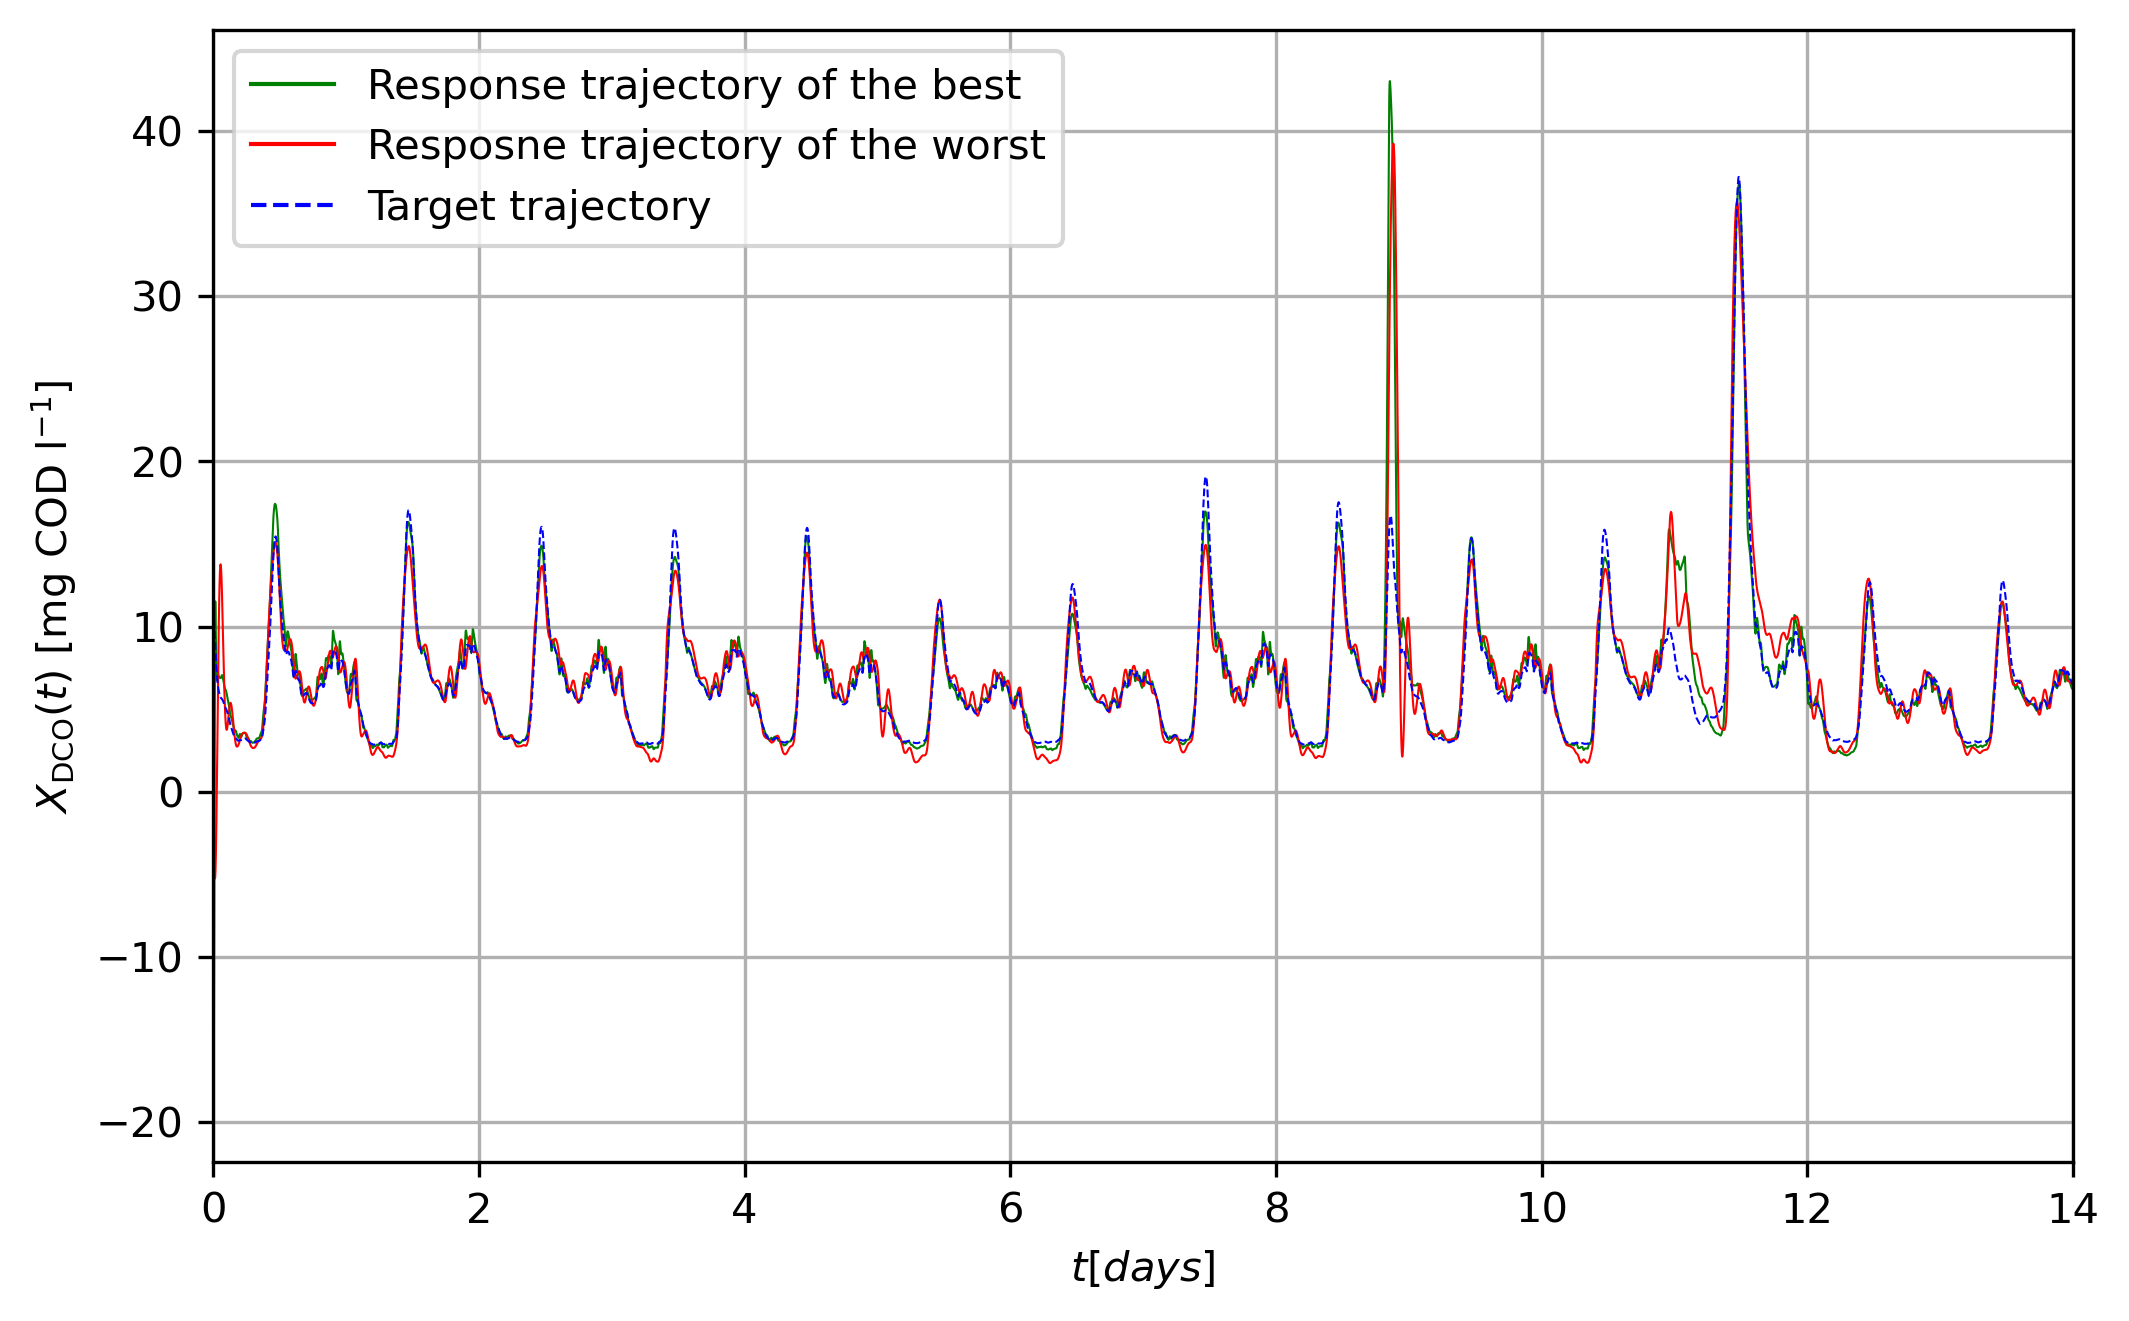 Response trajectory of the best
Resposne trajectory of the worst
Target trajectory
40
30
20
10
0
−10
−20
X_DCO(t) [mg COD l⁻¹]
0 2 4 6 8 10 12 14
t[days]